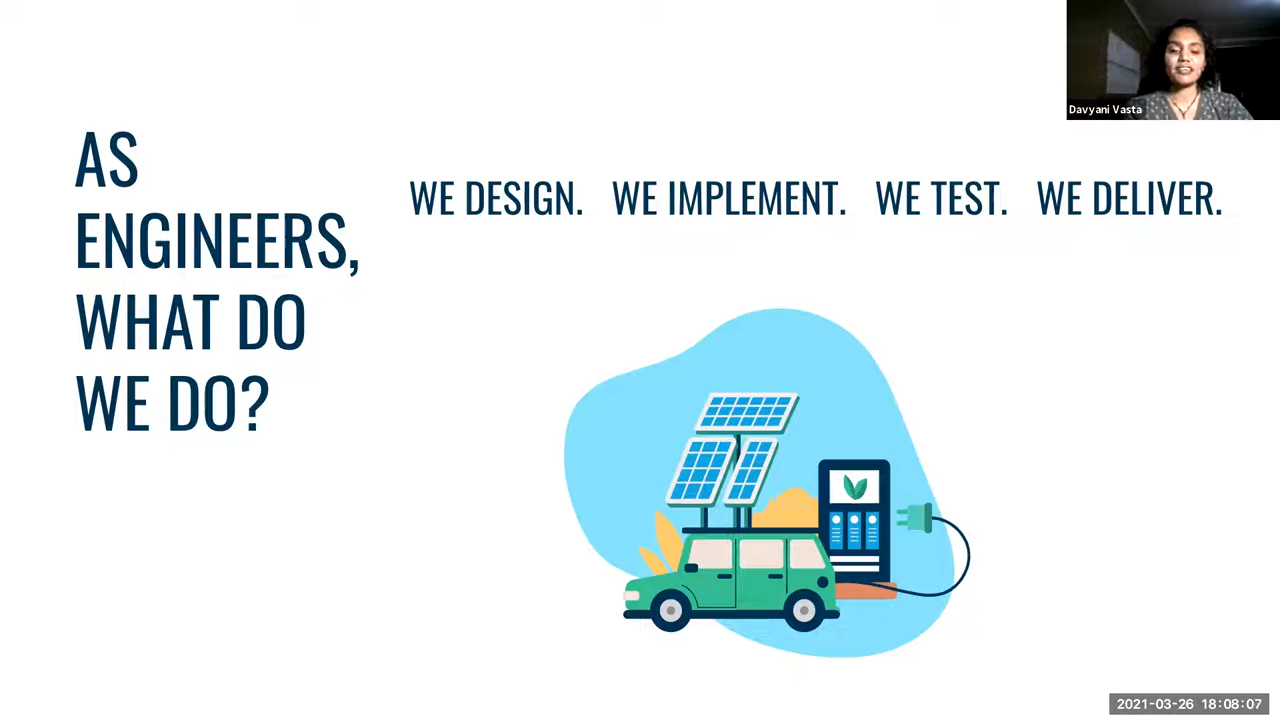 AS
ENGINEERS,
WHAT DO
WE DO?
WE DESIGN. WE IMPLEMENT. WE TEST. WE DELIVER.
Davyani Vasta
2021-03-26 18:08:07